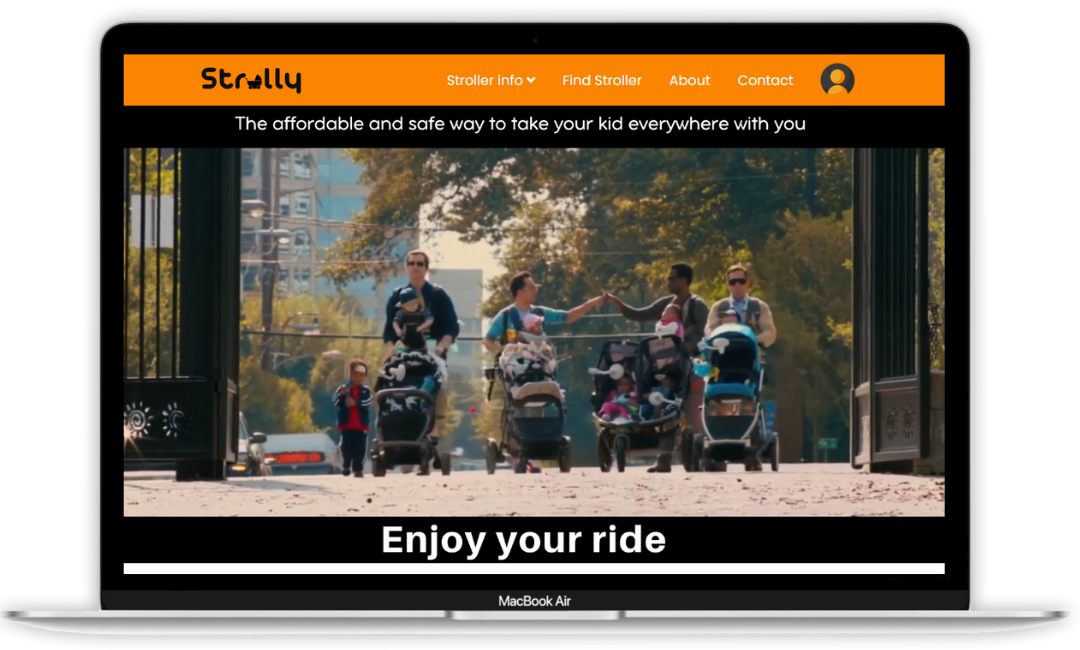 Strolly
Stroller info Find Stroller About Contact
The affordable and safe way to take your kid everywhere with you
Enjoy your ride
MacBook Air